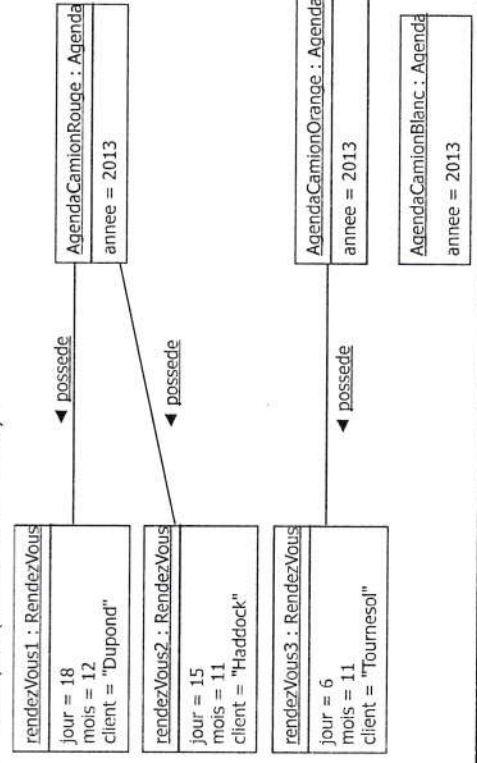 rendezVous1 : RendezVous
jour = 18
mois = 12
client = "Dupond"
◄ possede
AgendaCamionRouge : Agenda
annee = 2013
rendezVous2 : RendezVous
jour = 15
mois = 11
client = "Haddock"
◄ possede
rendezVous3 : RendezVous
jour = 6
mois = 11
client = "Tournesol"
◄ possede
AgendaCamionOrange : Agenda
annee = 2013
AgendaCamionBlanc : Agenda
annee = 2013